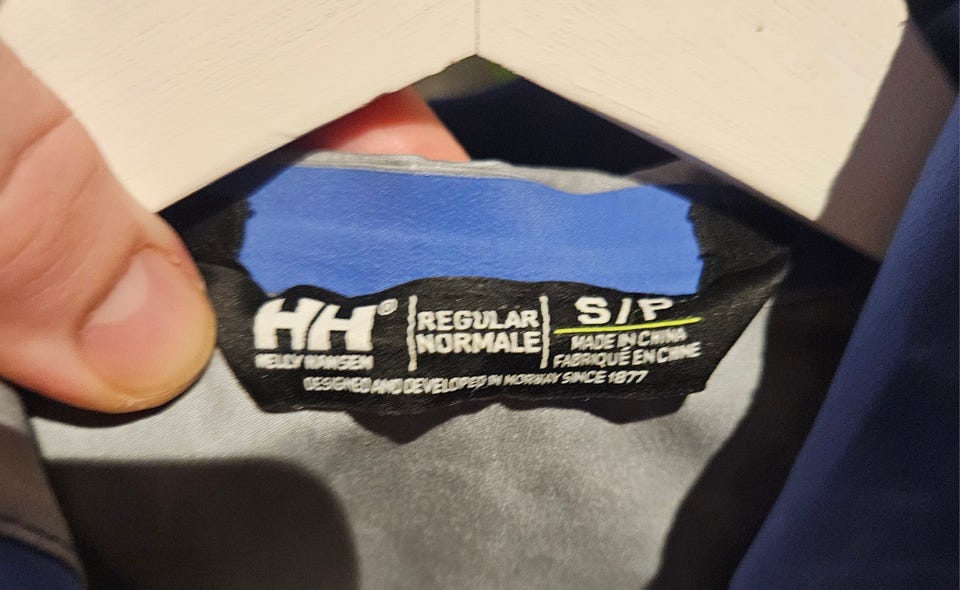 HH®
HELLY HANSEN
REGULAR
NORMALE
S/P
MADE IN CHINA
FABRIQUÉ EN CHINE
DESIGNED AND DEVELOPED IN NORWAY SINCE 1877